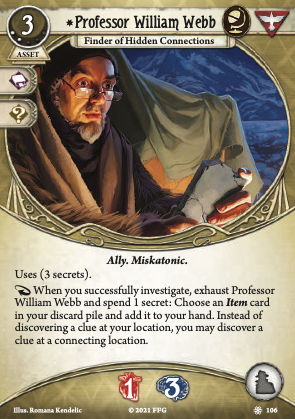 3
*Professor William Webb
Finder of Hidden Connections
ASSET
?
Ally. Miskatonic.
Uses (3 secrets).
When you successfully investigate, exhaust Professor
William Webb and spend 1 secret: Choose an Item card
in your discard pile and add it to your hand. Instead of
discovering a clue at your location, you may discover a
clue at a connecting location.
1 3
Illus. Romana Kendelic © 2021 FFG 106